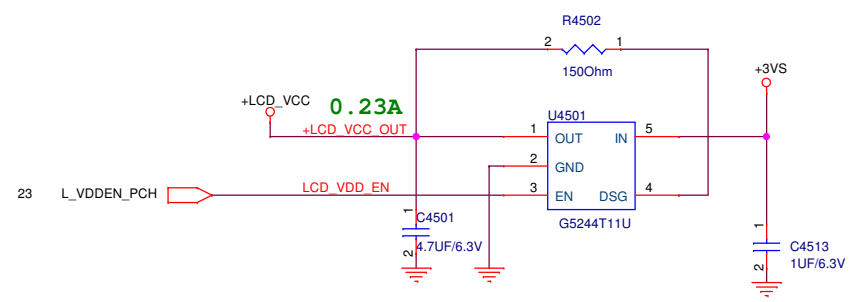 R4502
2
1
150Ohm
+3VS
+LCD_VCC
0.23A
U4501
+LCD_VCC_OUT
1
OUT
IN
5
2
GND
23
L_VDDEN_PCH
LCD_VDD_EN
3
EN
DSG
4
G5244T11U
1
C4501
4.7UF/6.3V
2
1
C4513
1UF/6.3V
2